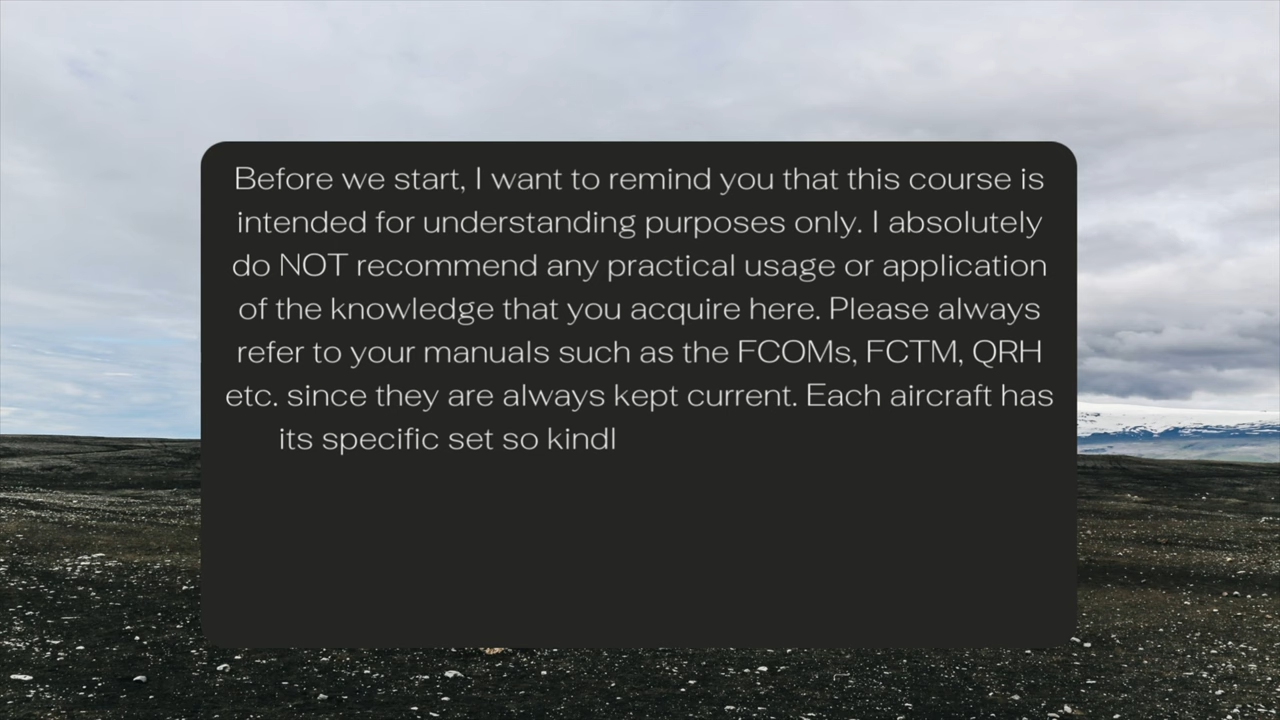 Before we start, I want to remind you that this course is
intended for understanding purposes only. I absolutely
do NOT recommend any practical usage or application
of the knowledge that you acquire here. Please always
refer to your manuals such as the FCOMs, FCTM, QRH
etc. since they are always kept current. Each aircraft has
its specific set so kindl